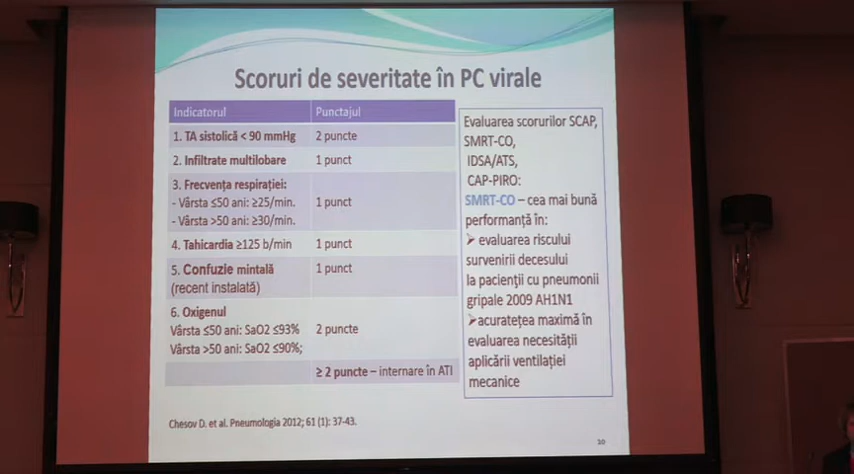 Scoruri de severitate în PC virale
Indicatorul Punctajul
1. TA sistolică < 90 mmHg 2 puncte
2. Infiltrate multilobare 1 punct
3. Frecvența respirației:
- Vârsta ≤50 ani: ≥25/min. 1 punct
- Vârsta >50 ani: ≥30/min.
4. Tahicardia ≥125 b/min 1 punct
5. Confuzie mintală 1 punct
(recent instalată)
6. Oxigenul
Vârsta ≤50 ani: SaO2 ≤93% 2 puncte
Vârsta >50 ani: SaO2 ≤90%;
≥ 2 puncte – internare în ATI
Evaluarea scorurilor SCAP,
SMRT-CO,
IDSA/ATS,
CAP-PIRO:
SMRT-CO – cea mai bună
performanță în:
➢ evaluarea riscului
survenirii decesului
la pacienții cu pneumonii
gripale 2009 AH1N1
➢acuratețea maximă în
evaluarea necesității
aplicării ventilației
mecanice
Chesov D. et al. Pneumologia 2012; 61 (1): 37-43.
10